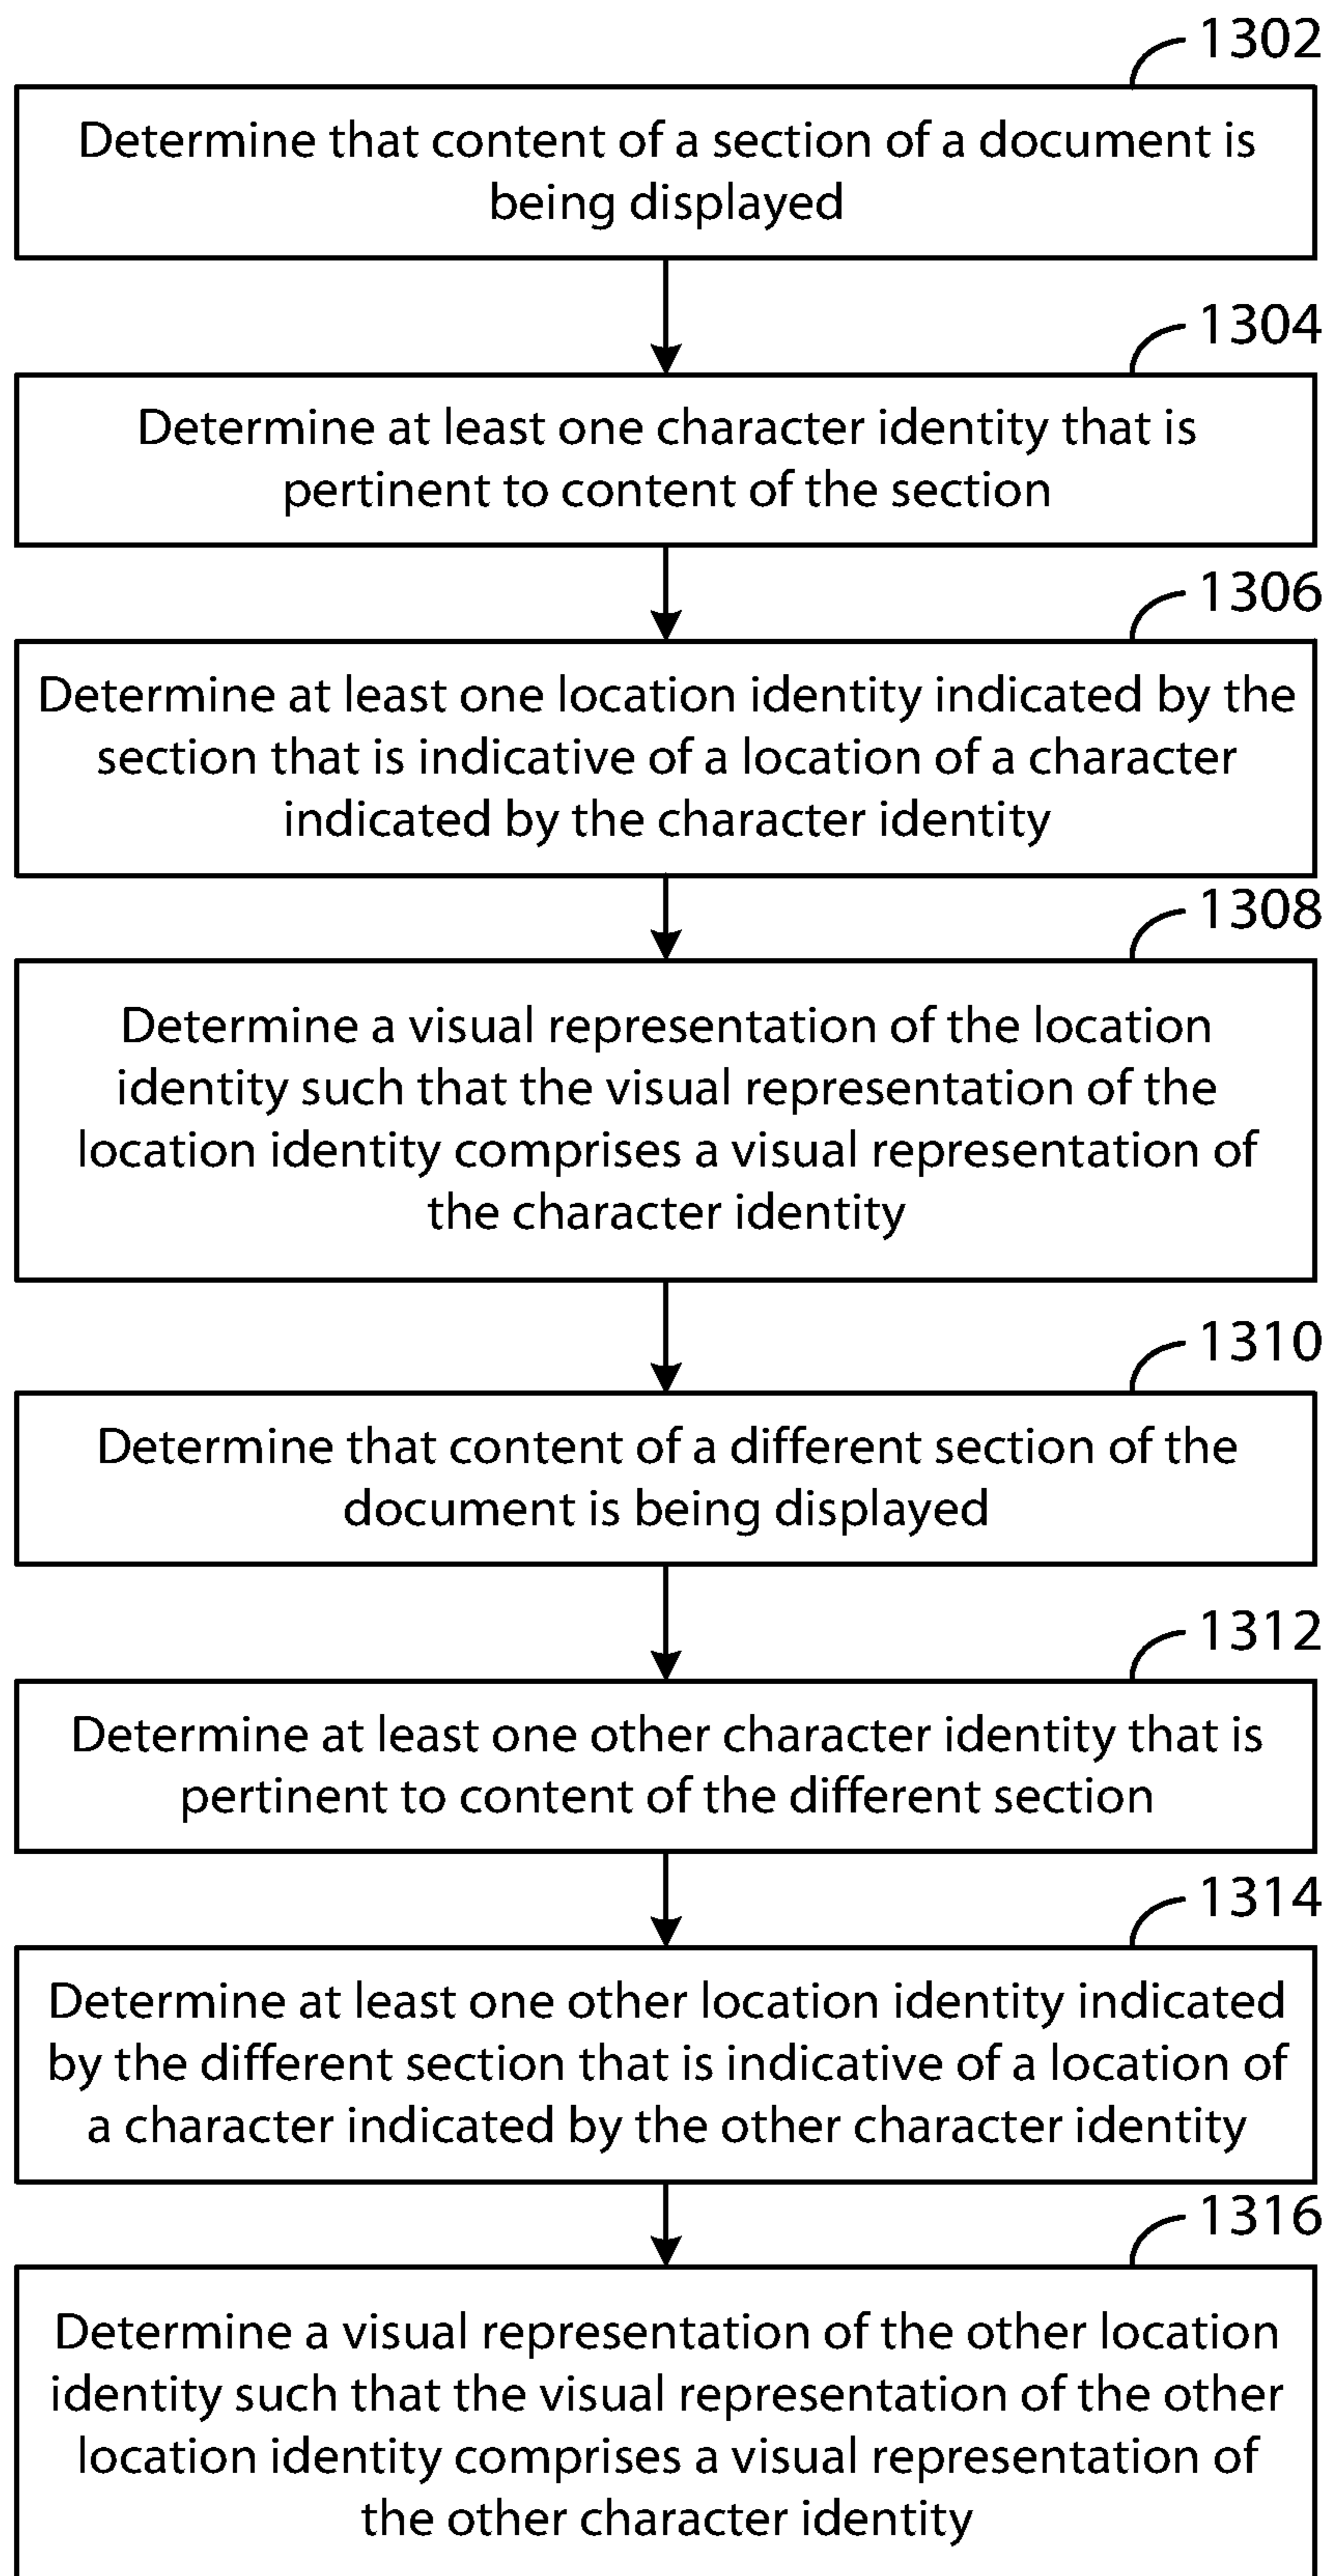 1302
Determine that content of a section of a document is
being displayed
1304
Determine at least one character identity that is
pertinent to content of the section
1306
Determine at least one location identity indicated by the
section that is indicative of a location of a character
indicated by the character identity
1308
Determine a visual representation of the location
identity such that the visual representation of the
location identity comprises a visual representation of
the character identity
1310
Determine that content of a different section of the
document is being displayed
1312
Determine at least one other character identity that is
pertinent to content of the different section
1314
Determine at least one other location identity indicated
by the different section that is indicative of a location of
a character indicated by the other character identity
1316
Determine a visual representation of the other location
identity such that the visual representation of the other
location identity comprises a visual representation of
the other character identity